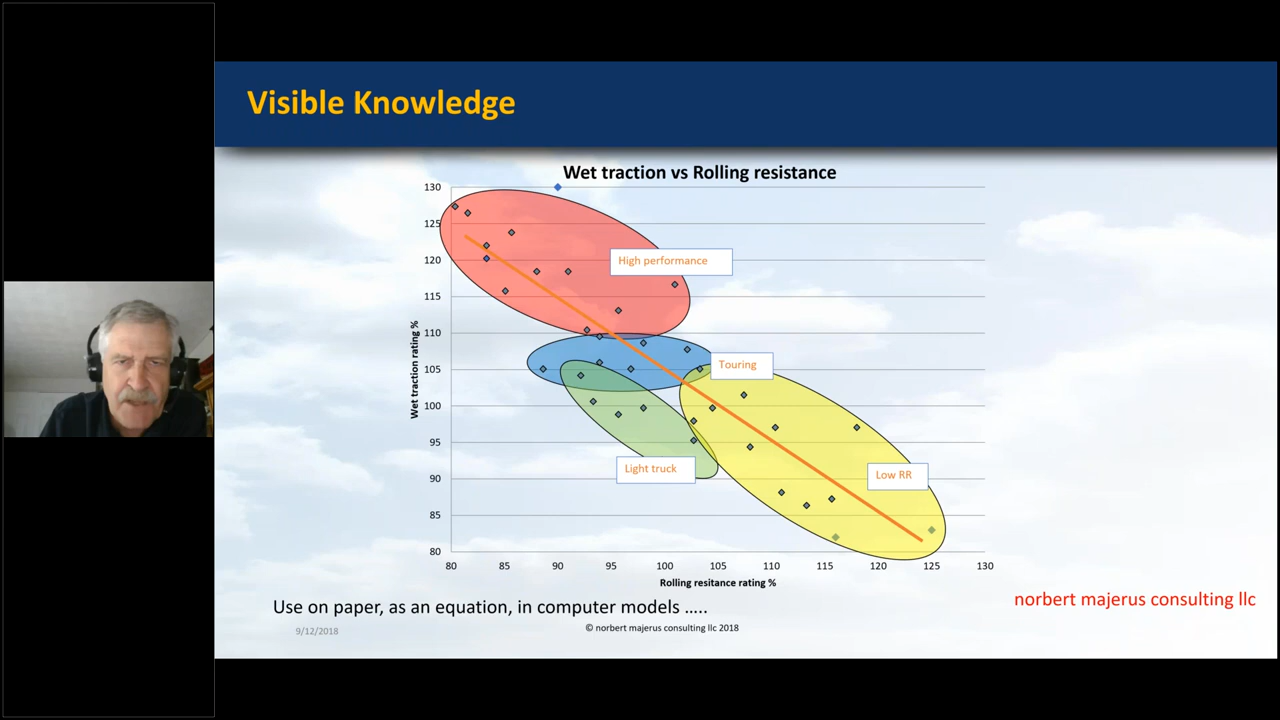 Visible Knowledge
Wet traction vs Rolling resistance
130
125
120
115
110
105
100
95
90
85
80
Wet traction rating %
High performance
Touring
Light truck
Low RR
80 85 90 95 100 105 110 115 120 125 130
Rolling resitance rating %
Use on paper, as an equation, in computer models …..
norbert majerus consulting llc
9/12/2018
© norbert majerus consulting llc 2018